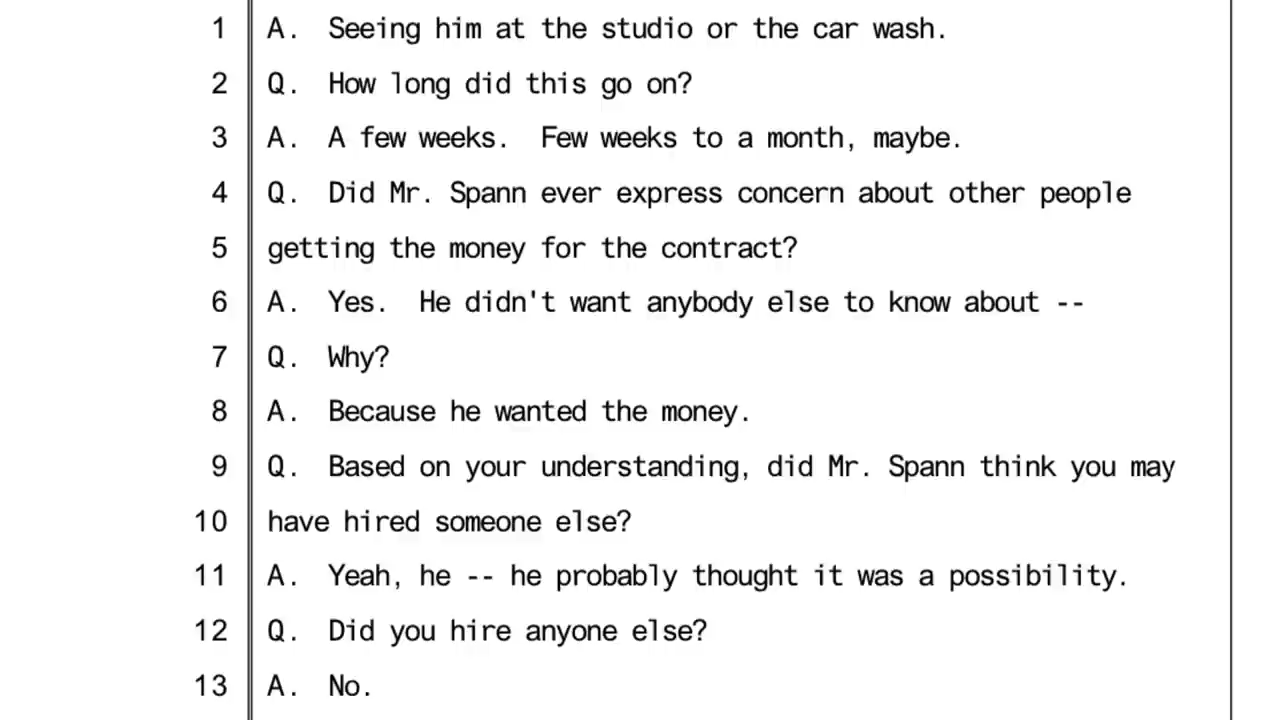 1 A. Seeing him at the studio or the car wash.
2 Q. How long did this go on?
3 A. A few weeks. Few weeks to a month, maybe.
4 Q. Did Mr. Spann ever express concern about other people
5 getting the money for the contract?
6 A. Yes. He didn't want anybody else to know about --
7 Q. Why?
8 A. Because he wanted the money.
9 Q. Based on your understanding, did Mr. Spann think you may
10 have hired someone else?
11 A. Yeah, he -- he probably thought it was a possibility.
12 Q. Did you hire anyone else?
13 A. No.